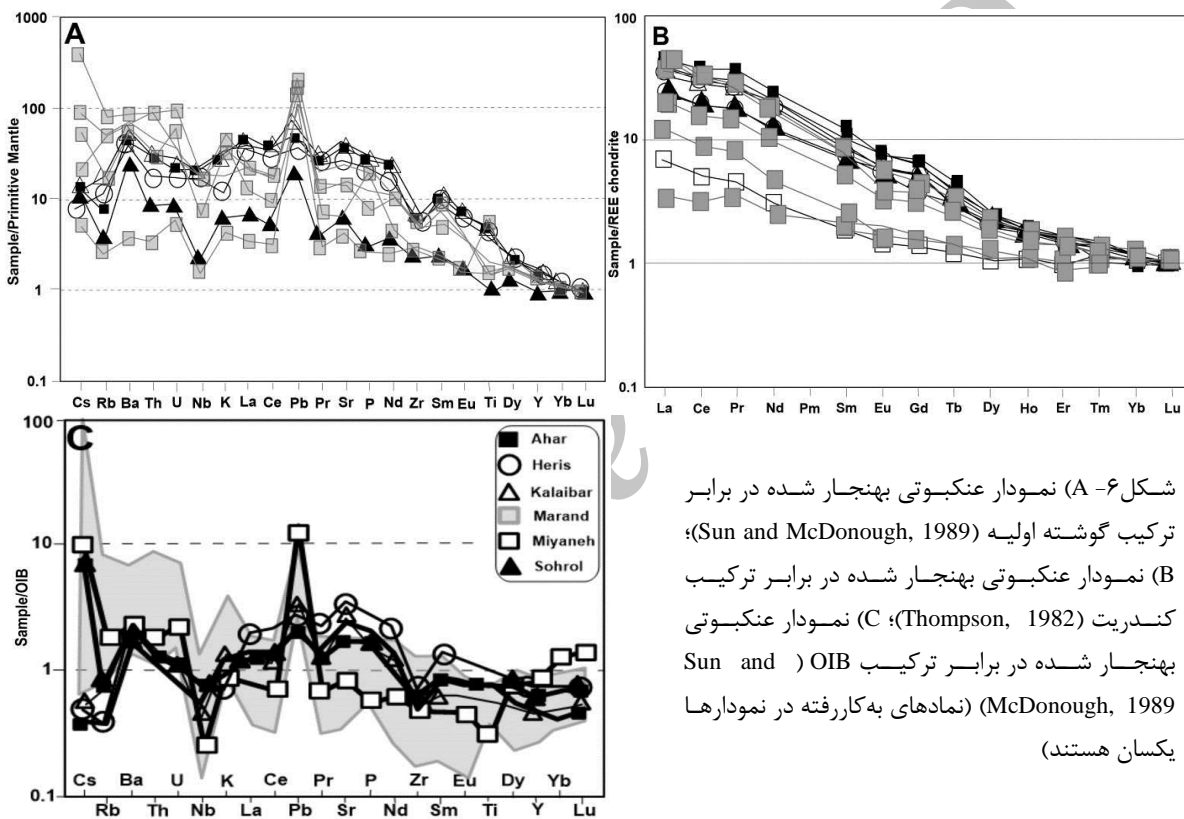 A
Sample/Primitive Mantle
1000
100
10
1
0.1
Cs Rb Ba Th U Nb K La Ce Pb Pr Sr P Nd Zr Sm Eu Ti Dy Y Yb Lu
B
Sample/REE chondrite
100
10
1
0.1
La Ce Pr Nd Pm Sm Eu Gd Tb Dy Ho Er Tm Yb Lu
C
Sample/OIB
100
10
1
0.1
Ahar
Heris
Kalaibar
Marand
Miyaneh
Sohrol
Cs Ba U K Ce Pr P Zr Eu Dy Yb
Rb Th Nb La Pb Sr Nd Sm Ti Y Lu
شکل۶- A) نمودار عنکبوتی بهنجار شده در برابر
ترکیب گوشته اولیه (Sun and McDonough, 1989)؛
B) نمودار عنکبوتی بهنجار شده در برابر ترکیب
کندریت (Thompson, 1982)؛ C) نمودار عنکبوتی
بهنجار شده در برابر ترکیب OIB (Sun and
McDonough, 1989) (نمادهای به‌کاررفته در نمودارها
یکسان هستند)